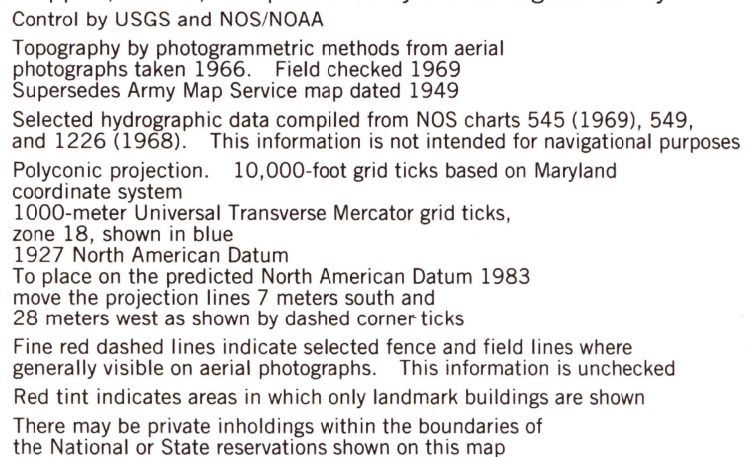 Control by USGS and NOS/NOAA
Topography by photogrammetric methods from aerial
photographs taken 1966. Field checked 1969
Supersedes Army Map Service map dated 1949
Selected hydrographic data compiled from NOS charts 545 (1969), 549,
and 1226 (1968). This information is not intended for navigational purposes
Polyconic projection. 10,000-foot grid ticks based on Maryland
coordinate system
1000-meter Universal Transverse Mercator grid ticks,
zone 18, shown in blue
1927 North American Datum
To place on the predicted North American Datum 1983
move the projection lines 7 meters south and
28 meters west as shown by dashed corner ticks
Fine red dashed lines indicate selected fence and field lines where
generally visible on aerial photographs. This information is unchecked
Red tint indicates areas in which only landmark buildings are shown
There may be private inholdings within the boundaries of
the National or State reservations shown on this map